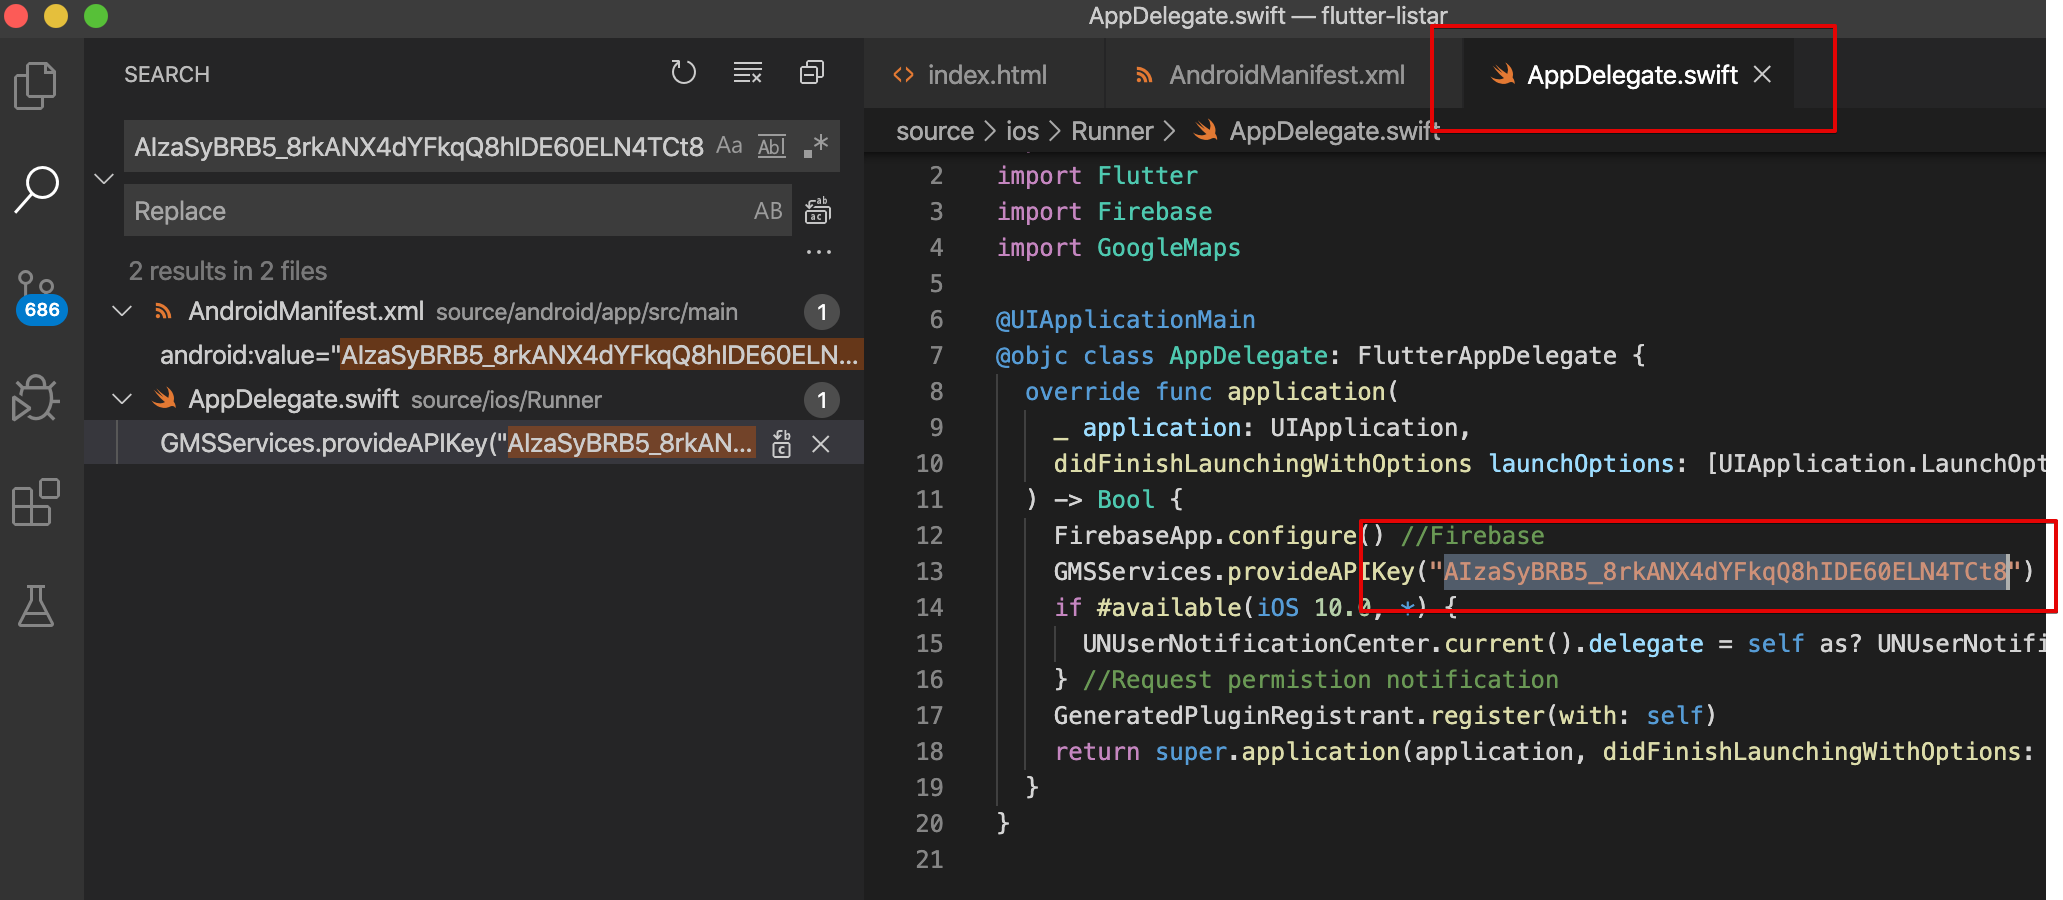 AppDelegate.swift — flutter-listar
SEARCH
AIzaSyBRB5_8rkANX4dYFkqQ8hIDE60ELN4TCt8 Aa Abl .*
Replace AB
...
2 results in 2 files
AndroidManifest.xml source/android/app/src/main 1
android:value="AIzaSyBRB5_8rkANX4dYFkqQ8hIDE60ELN...
AppDelegate.swift source/ios/Runner 1
GMSServices.provideAPIKey("AIzaSyBRB5_8rkAN...
686
index.html AndroidManifest.xml AppDelegate.swift
source > ios > Runner > AppDelegate.swift
2 import Flutter
3 import Firebase
4 import GoogleMaps
5
6 @UIApplicationMain
7 @objc class AppDelegate: FlutterAppDelegate {
8 override func application(
9 _ application: UIApplication,
10 didFinishLaunchingWithOptions launchOptions: [UIApplication.LaunchOpt
11 ) -> Bool {
12 FirebaseApp.configure() //Firebase
13 GMSServices.provideAPIKey("AIzaSyBRB5_8rkANX4dYFkqQ8hIDE60ELN4TCt8")
14 if #available(iOS 10.0, *) {
15 UNUserNotificationCenter.current().delegate = self as? UNUserNotifi
16 } //Request permistion notification
17 GeneratedPluginRegistrant.register(with: self)
18 return super.application(application, didFinishLaunchingWithOptions:
19 }
20 }
21